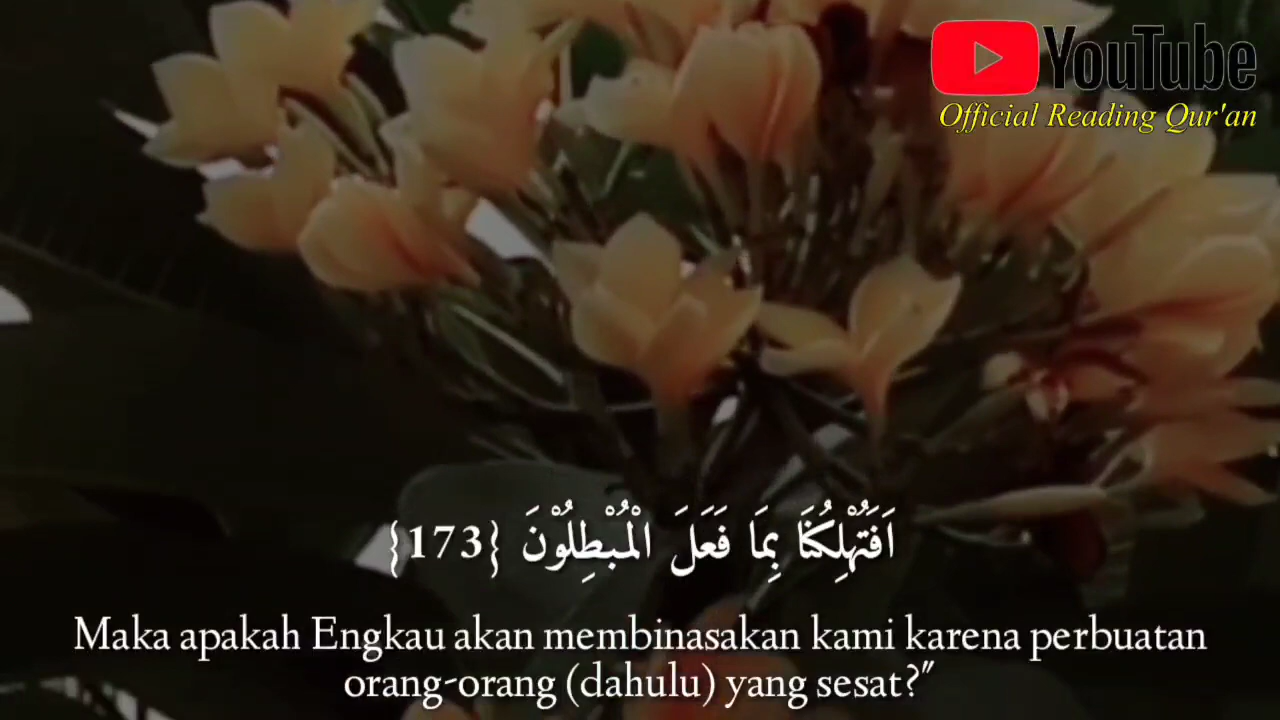 YouTube
Official Reading Qur'an
اَفَتُهْلِكُنَا بِمَا فَعَلَ الْمُبْطِلُوْنَ {173}
Maka apakah Engkau akan membinasakan kami karena perbuatan
orang-orang (dahulu) yang sesat?”